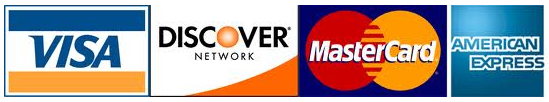 VISA
DISCOVER
NETWORK
MasterCard
AMERICAN
EXPRESS